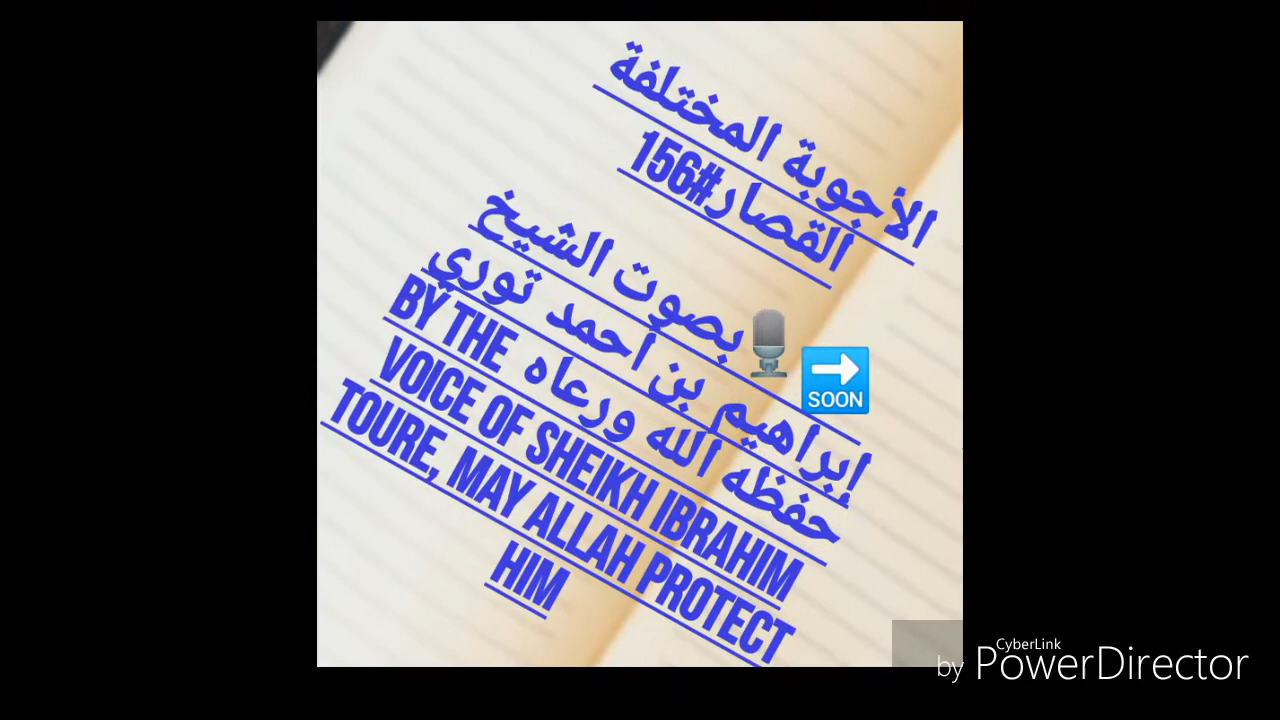 الأجوبة المختلفة
القصار#156
بصوت الشيخ
إبراهيم بن أحمد توري
حفظه الله ورعاه BY THE
VOICE OF SHEIKH IBRAHIM
TOURE, MAY ALLAH PROTECT
HIM
SOON
CyberLink
by PowerDirector